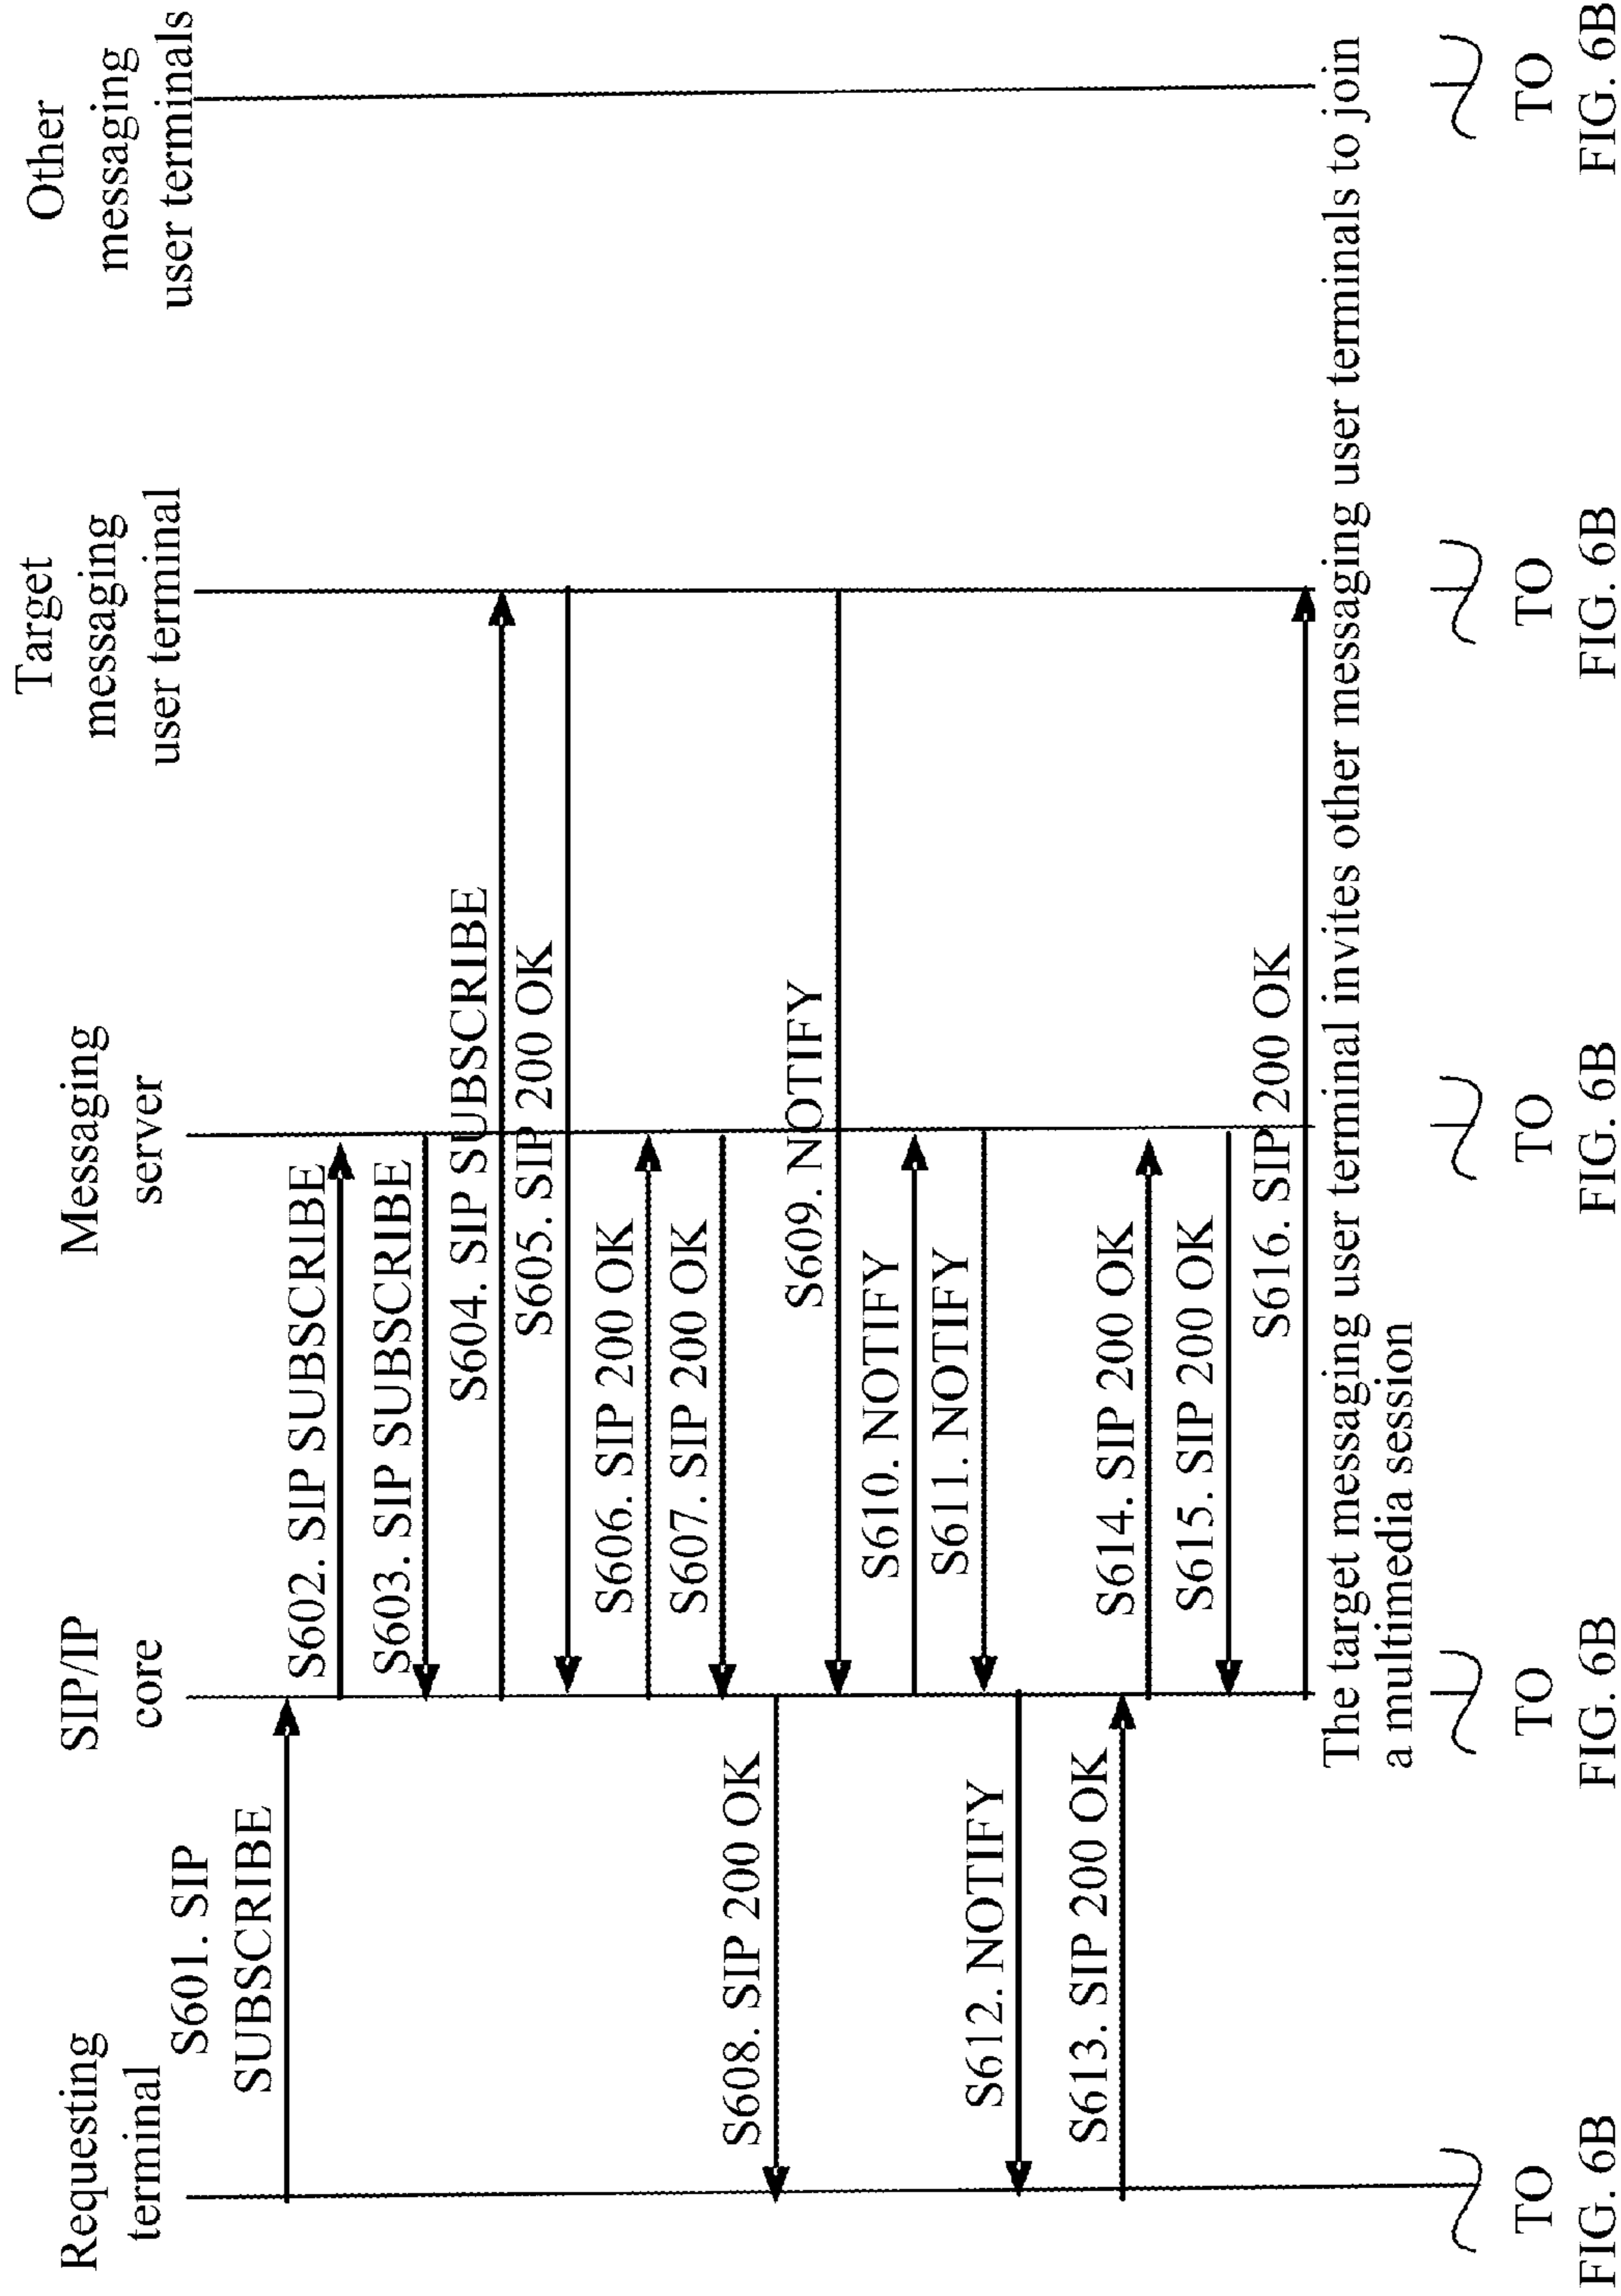 Requesting
terminal
SIP/IP
core
Messaging
server
Target
messaging
user terminal
Other
messaging
user terminals
S601. SIP
SUBSCRIBE
S602. SIP SUBSCRIBE
S603. SIP SUBSCRIBE
S604. SIP SUBSCRIBE
S605. SIP 200 OK
S606. SIP 200 OK
S607. SIP 200 OK
S608. SIP 200 OK
S609. NOTIFY
S610. NOTIFY
S611. NOTIFY
S612. NOTIFY
S613. SIP 200 OK
S614. SIP 200 OK
S615. SIP 200 OK
S616. SIP 200 OK
The target messaging user terminal invites other messaging user terminals to join
a multimedia session
TO
FIG. 6B
TO
FIG. 6B
TO
FIG. 6B
TO
FIG. 6B
TO
FIG. 6B